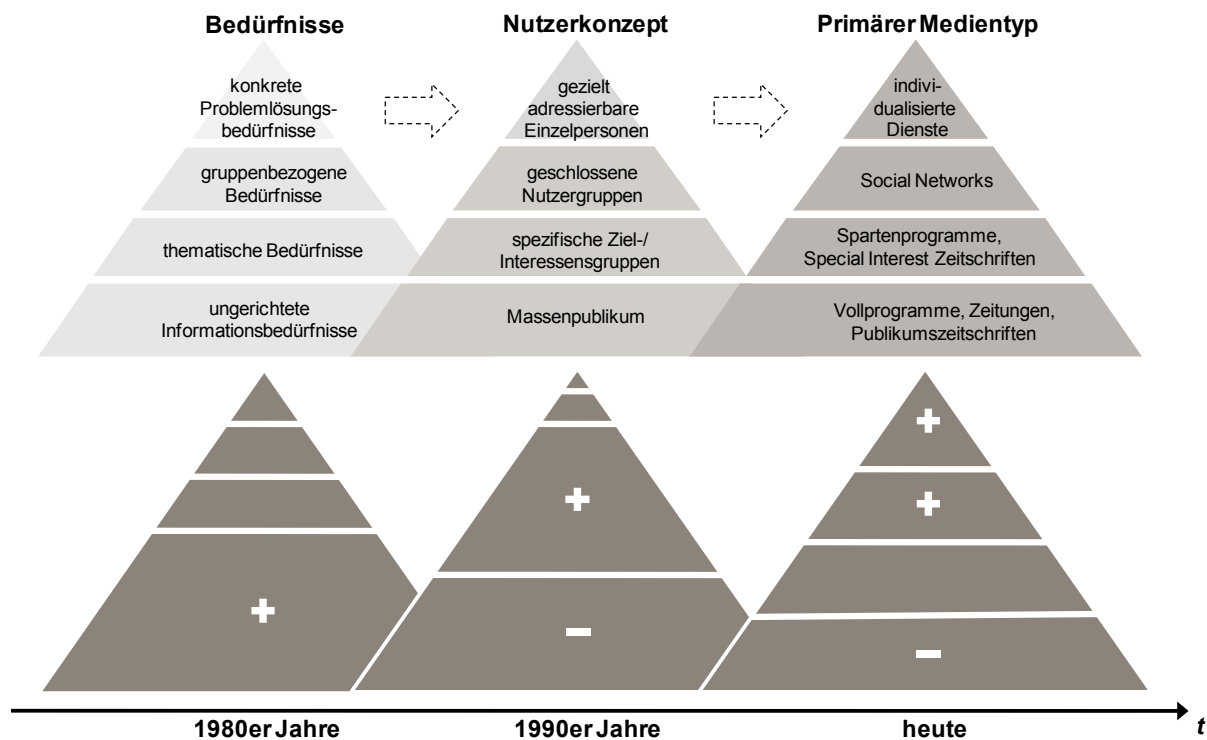 Bedürfnisse
Nutzerkonzept
Primärer Medientyp
konkrete
Problemlösungs-
bedürfnisse
gezielt
adressierbare
Einzelpersonen
indivi-
dualisierte
Dienste
gruppenbezogene
Bedürfnisse
geschlossene
Nutzergruppen
Social Networks
thematische Bedürfnisse
spezifische Ziel-/
Interessensgruppen
Spartenprogramme,
Special Interest Zeitschriften
ungerichtete
Informationsbedürfnisse
Massenpublikum
Vollprogramme, Zeitungen,
Publikumszeitschriften
+
+
+
+
–
–
1980er Jahre
1990er Jahre
heute
t